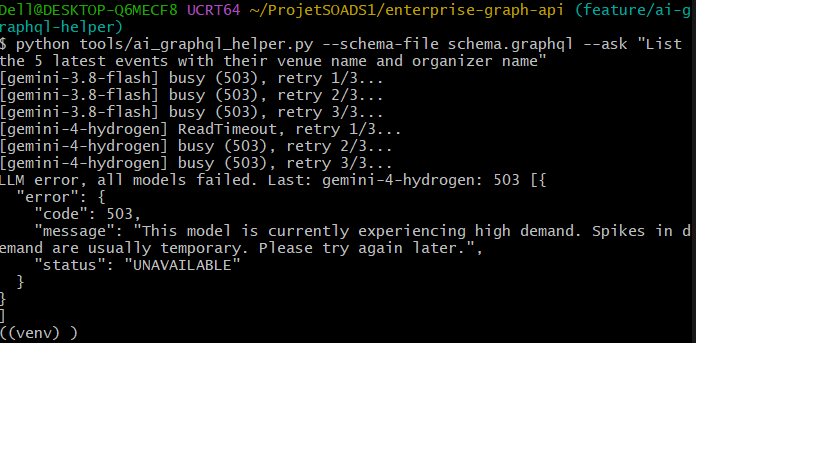 Dell@DESKTOP-Q6MECF8 UCRT64 ~/ProjetSOADS1/enterprise-graph-api (feature/ai-g
raphql-helper)
$ python tools/ai_graphql_helper.py --schema-file schema.graphql --ask "List
the 5 latest events with their venue name and organizer name"
[gemini-3.8-flash] busy (503), retry 1/3...
[gemini-3.8-flash] busy (503), retry 2/3...
[gemini-3.8-flash] busy (503), retry 3/3...
[gemini-4-hydrogen] ReadTimeout, retry 1/3...
[gemini-4-hydrogen] busy (503), retry 2/3...
[gemini-4-hydrogen] busy (503), retry 3/3...
LLM error, all models failed. Last: gemini-4-hydrogen: 503 [{
  "error": {
    "code": 503,
    "message": "This model is currently experiencing high demand. Spikes in d
emand are usually temporary. Please try again later.",
    "status": "UNAVAILABLE"
  }
}
]
((venv) )